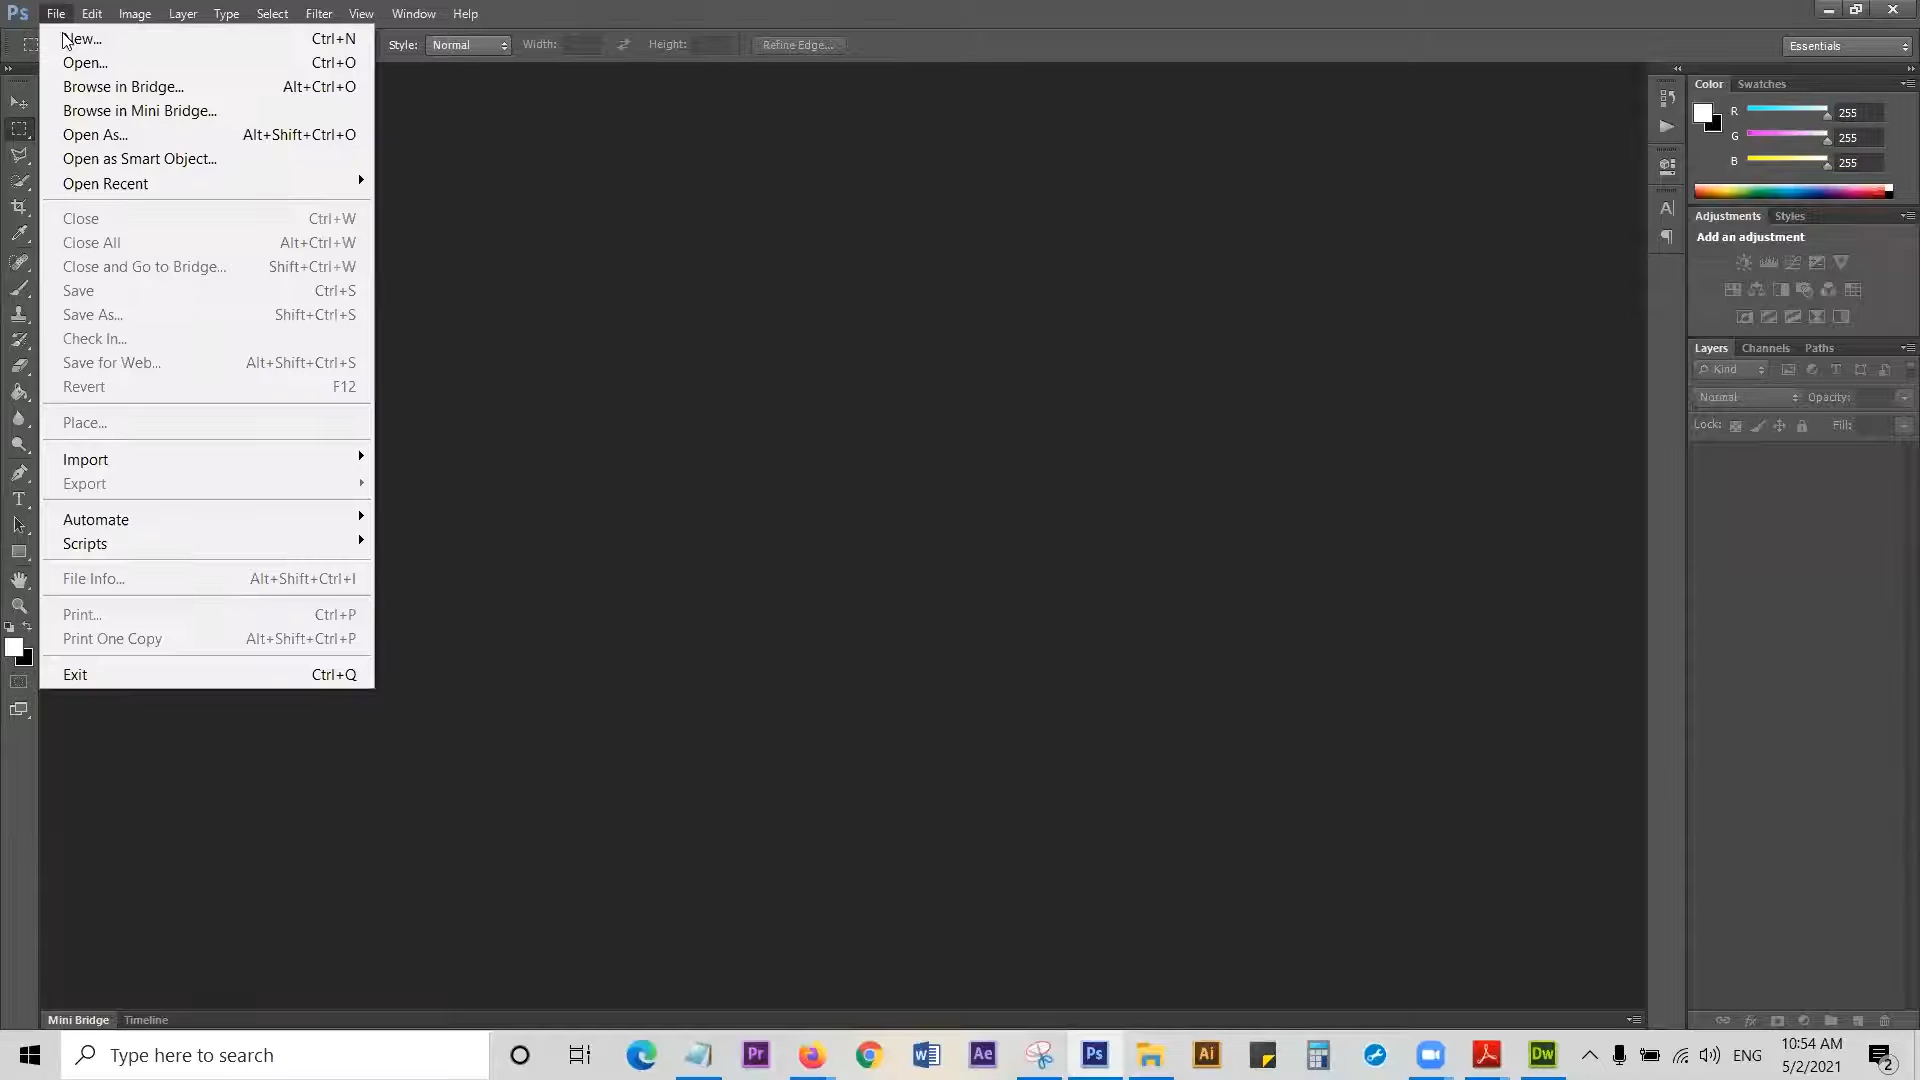 Ps File Edit Image Layer Type Select Filter View Window Help
Style: Normal Width: Height: Refine Edge... Essentials
New... Ctrl+N
Open... Ctrl+O
Browse in Bridge... Alt+Ctrl+O
Browse in Mini Bridge...
Open As... Alt+Shift+Ctrl+O
Open as Smart Object...
Open Recent
Close Ctrl+W
Close All Alt+Ctrl+W
Close and Go to Bridge... Shift+Ctrl+W
Save Ctrl+S
Save As... Shift+Ctrl+S
Check In...
Save for Web... Alt+Shift+Ctrl+S
Revert F12
Place...
Import
Export
Automate
Scripts
File Info... Alt+Shift+Ctrl+I
Print... Ctrl+P
Print One Copy Alt+Shift+Ctrl+P
Exit Ctrl+Q
Color Swatches
R 255
G 255
B 255
Adjustments Styles
Add an adjustment
Layers Channels Paths
Kind
Normal Opacity:
Lock: Fill:
Mini Bridge Timeline
Type here to search
Pr Ae Ps Ai Dw
ENG
10:54 AM
5/2/2021
2